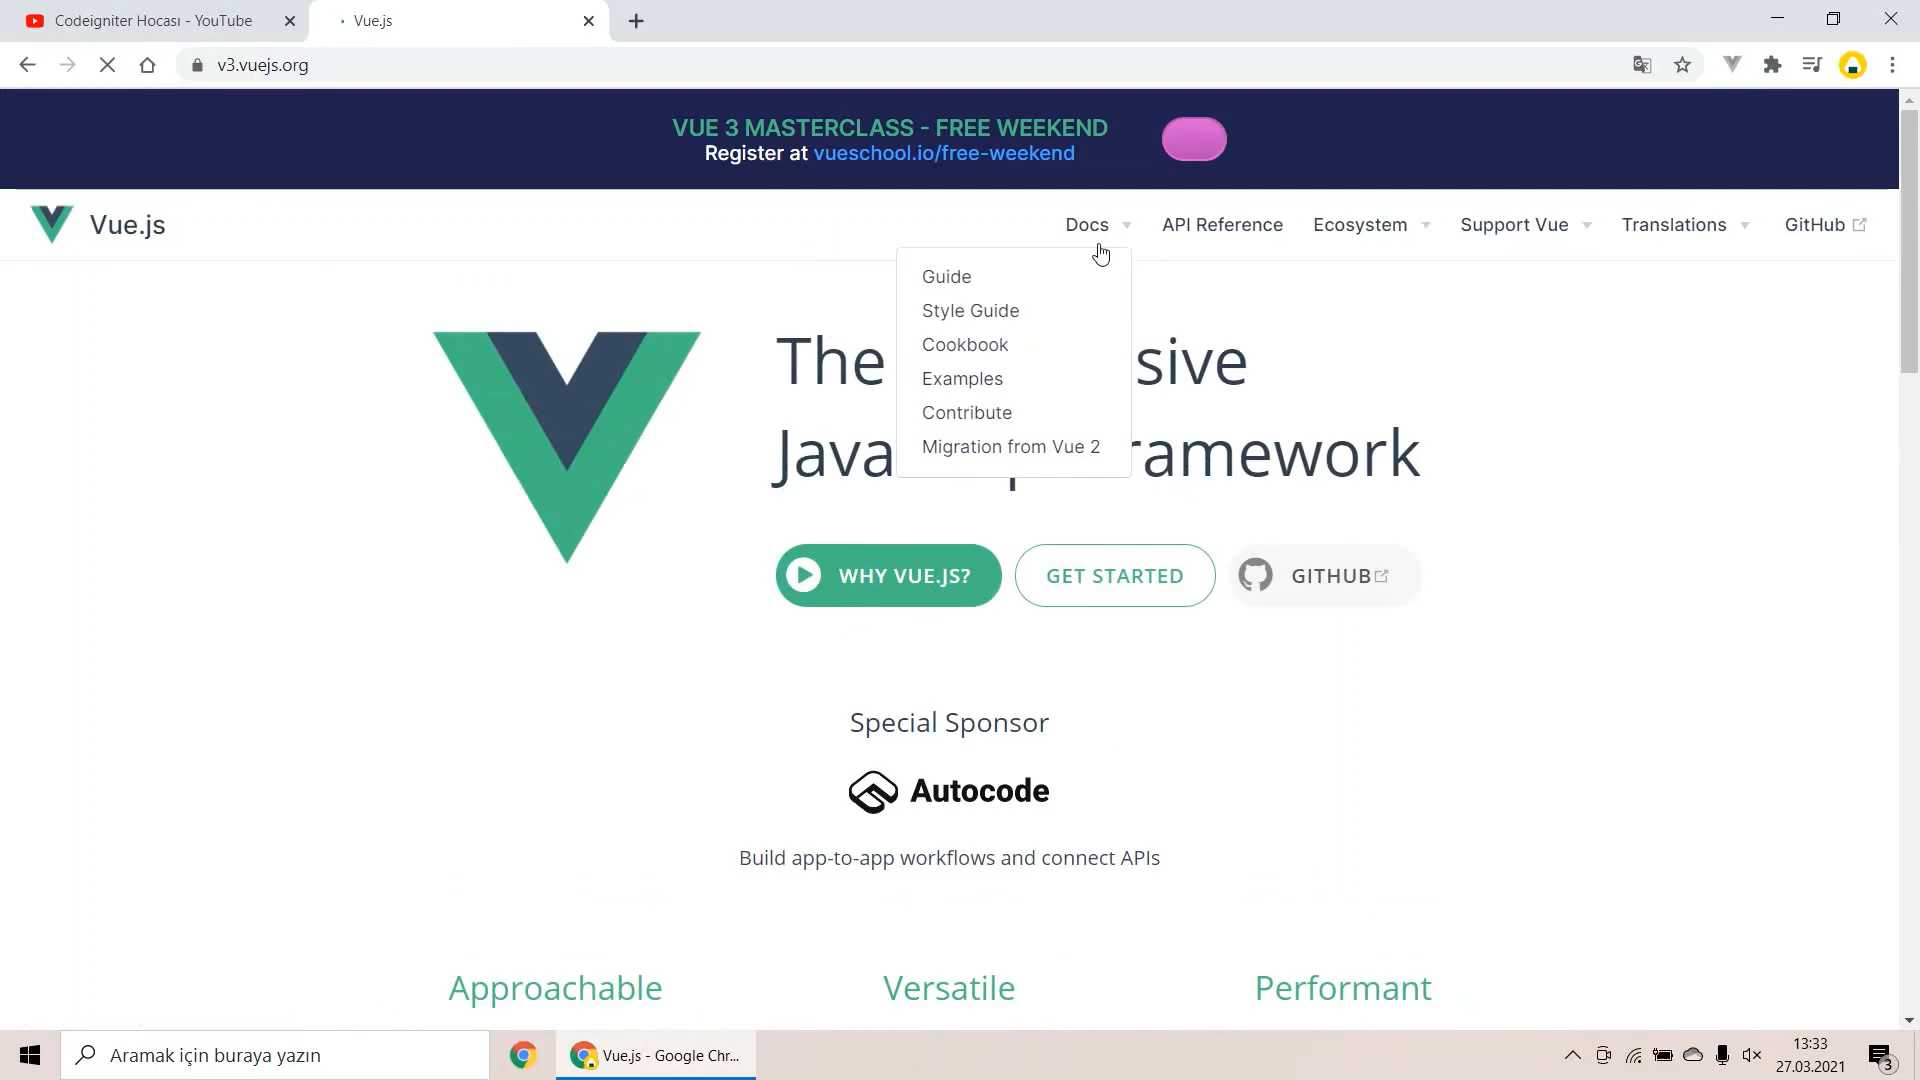 Codeigniter Hocası - YouTube
Vue.js
v3.vuejs.org
VUE 3 MASTERCLASS - FREE WEEKEND
Register at vueschool.io/free-weekend
Vue.js
Docs
API Reference
Ecosystem
Support Vue
Translations
GitHub
Guide
Style Guide
Cookbook
Examples
Contribute
Migration from Vue 2
The sive
Java amework
WHY VUE.JS?
GET STARTED
GITHUB
Special Sponsor
Autocode
Build app-to-app workflows and connect APIs
Approachable
Versatile
Performant
Aramak için buraya yazın
Vue.js - Google Chr...
13:33
27.03.2021
3